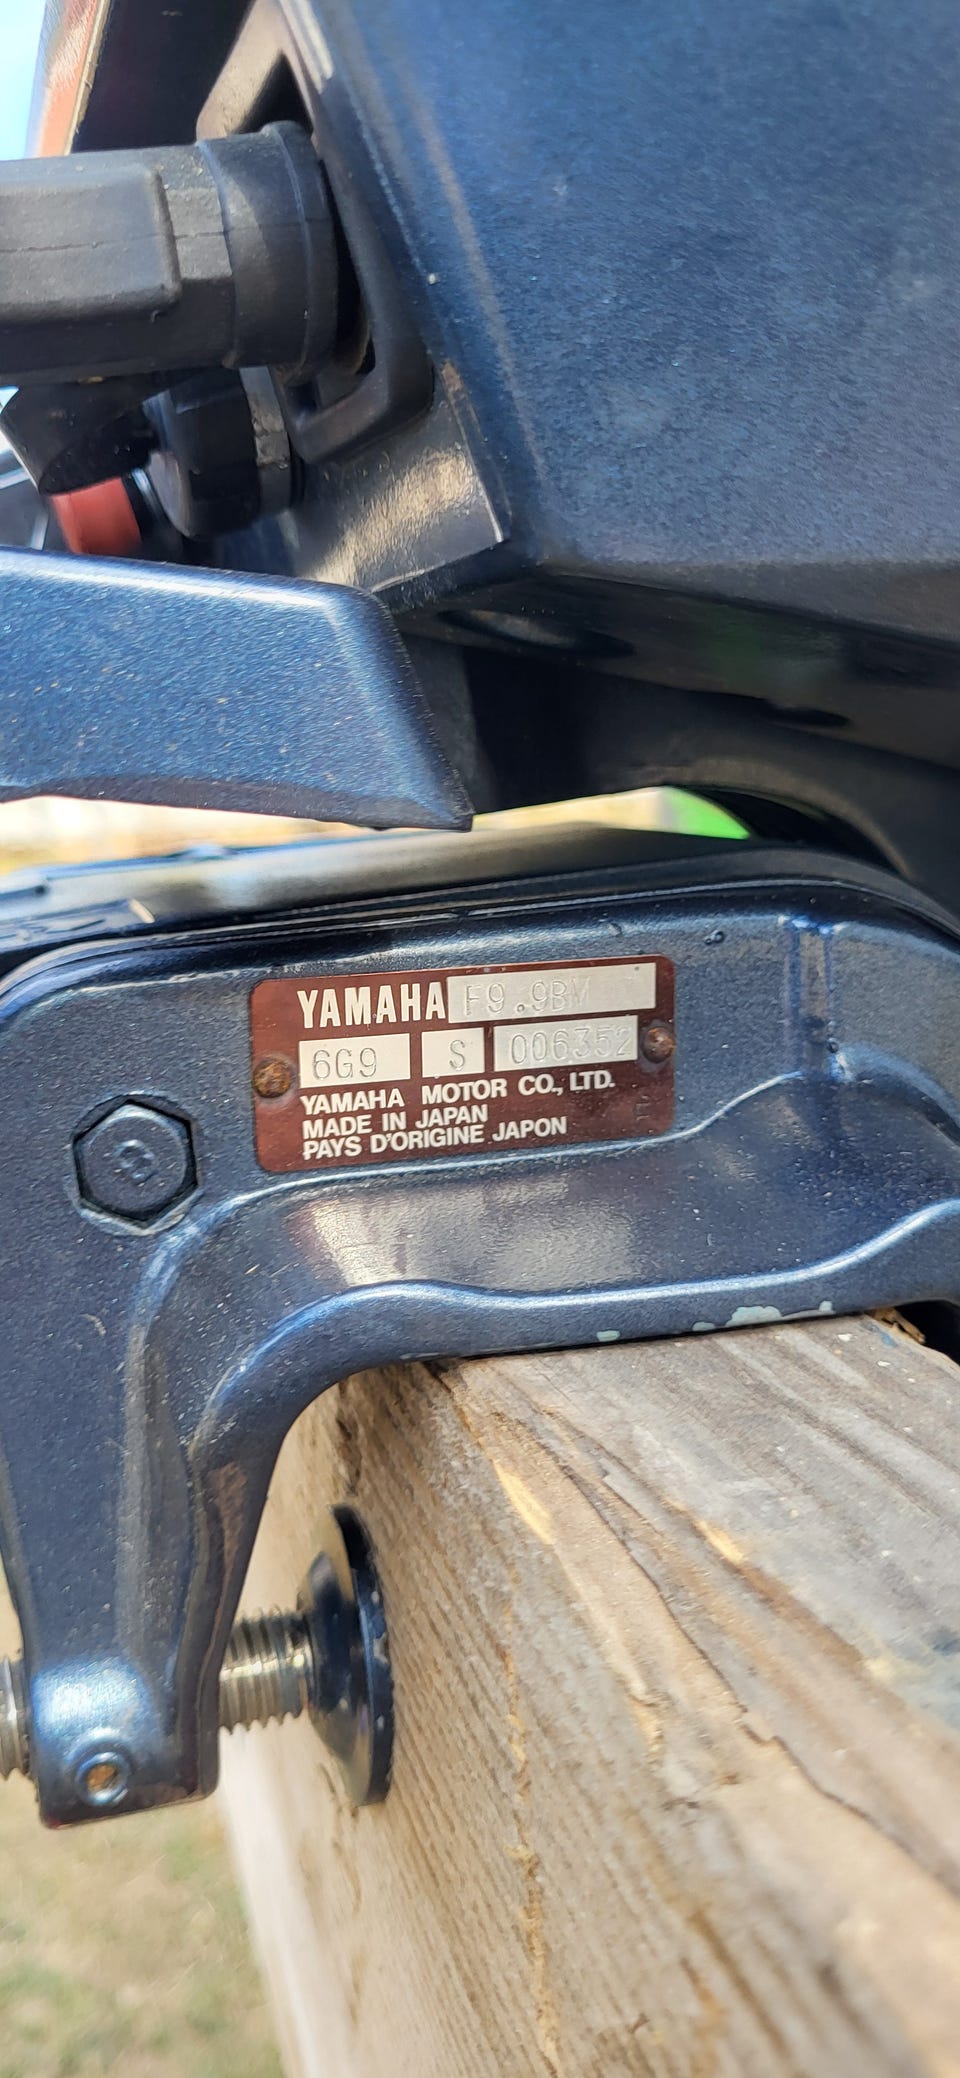 YAMAHA F9.9BM
6G9 S 006352
YAMAHA MOTOR CO., LTD.
MADE IN JAPAN
PAYS D'ORIGINE JAPON